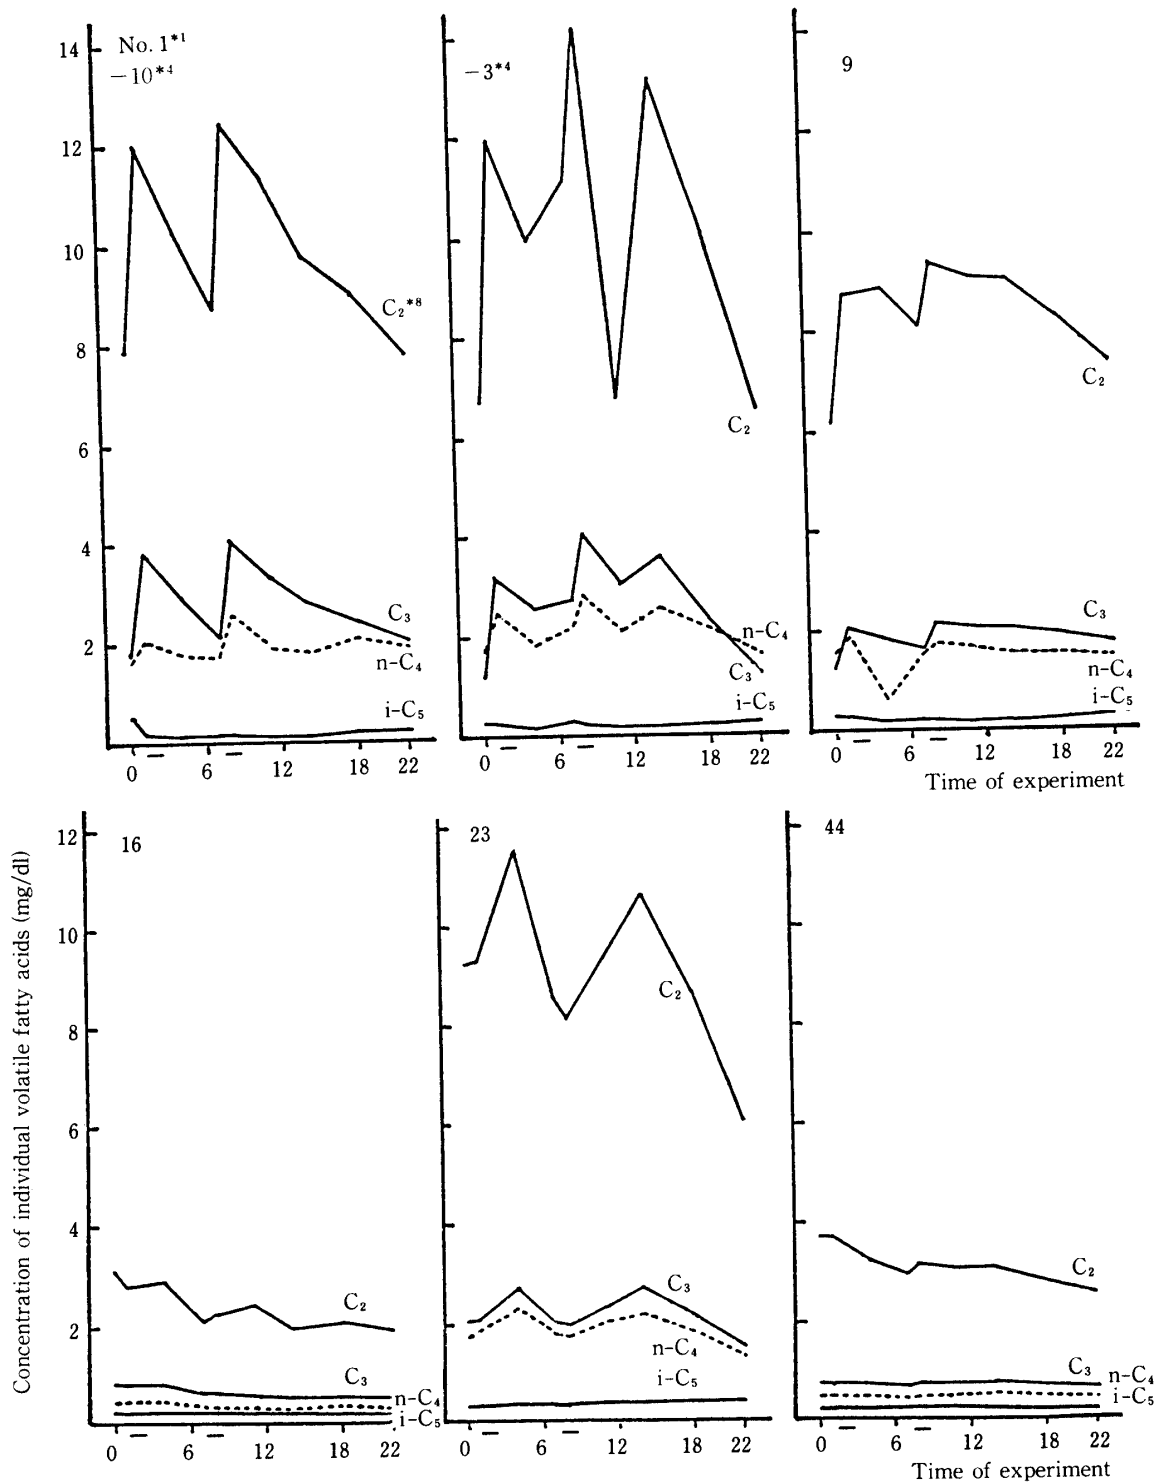 No. 1*1
−10*4
−3*4
9
14
12
10
8
6
4
2
C2*8
C3
n-C4
i-C5
C2
n-C4
C3
i-C5
C2
C3
n-C4
i-C5
0 6 12 18 22
0 6 12 18 22
0 6 12 18 22
Time of experiment
Concentration of individual volatile fatty acids (mg/dl)
16
23
44
12
10
8
6
4
2
C2
C3
n-C4
i-C5
C2
C3
n-C4
i-C5
C2
C3
n-C4
i-C5
0 6 12 18 22
0 6 12 18 22
0 6 12 18 22
Time of experiment